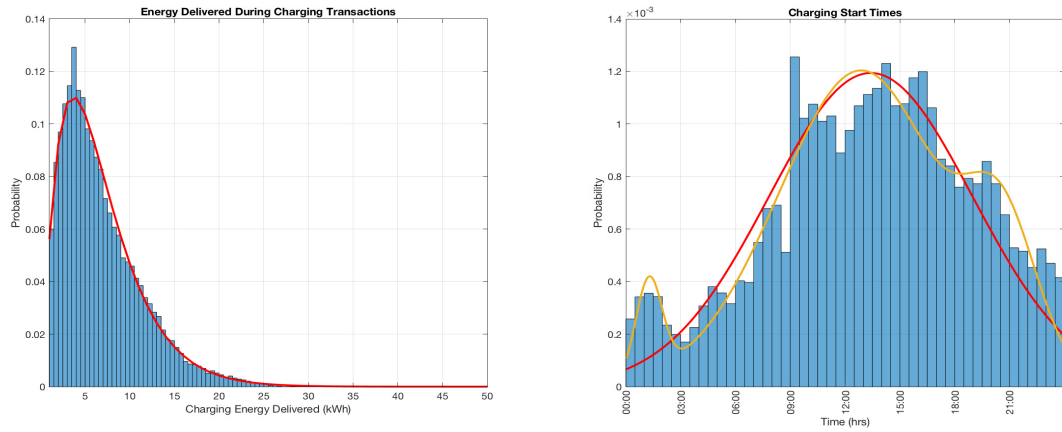 Energy Delivered During Charging Transactions
0.14
0.12
0.1
0.08
0.06
0.04
0.02
0
Probability
5 10 15 20 25 30 35 40 45 50
Charging Energy Delivered (kWh)
Charging Start Times
×10⁻³
1.4
1.2
1
0.8
0.6
0.4
0.2
0
Probability
00:00 03:00 06:00 09:00 12:00 15:00 18:00 21:00
Time (hrs)